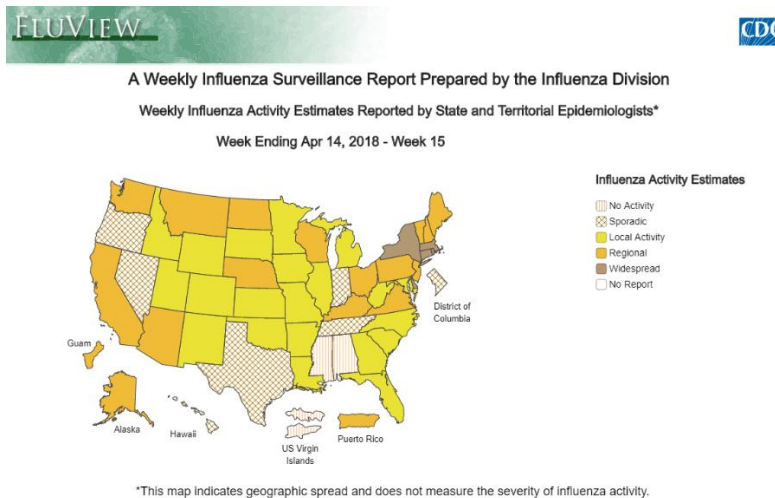 FLUVIEW
CDC
A Weekly Influenza Surveillance Report Prepared by the Influenza Division
Weekly Influenza Activity Estimates Reported by State and Territorial Epidemiologists*
Week Ending Apr 14, 2018 - Week 15
Influenza Activity Estimates
No Activity
Sporadic
Local Activity
Regional
Widespread
No Report
District of
Columbia
Guam
Alaska
Hawaii
US Virgin
Islands
Puerto Rico
*This map indicates geographic spread and does not measure the severity of influenza activity.